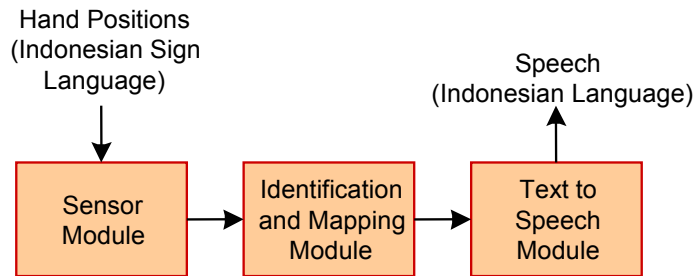 Hand Positions
(Indonesian Sign
Language)
Speech
(Indonesian Language)
Sensor
Module
Identification
and Mapping
Module
Text to
Speech
Module